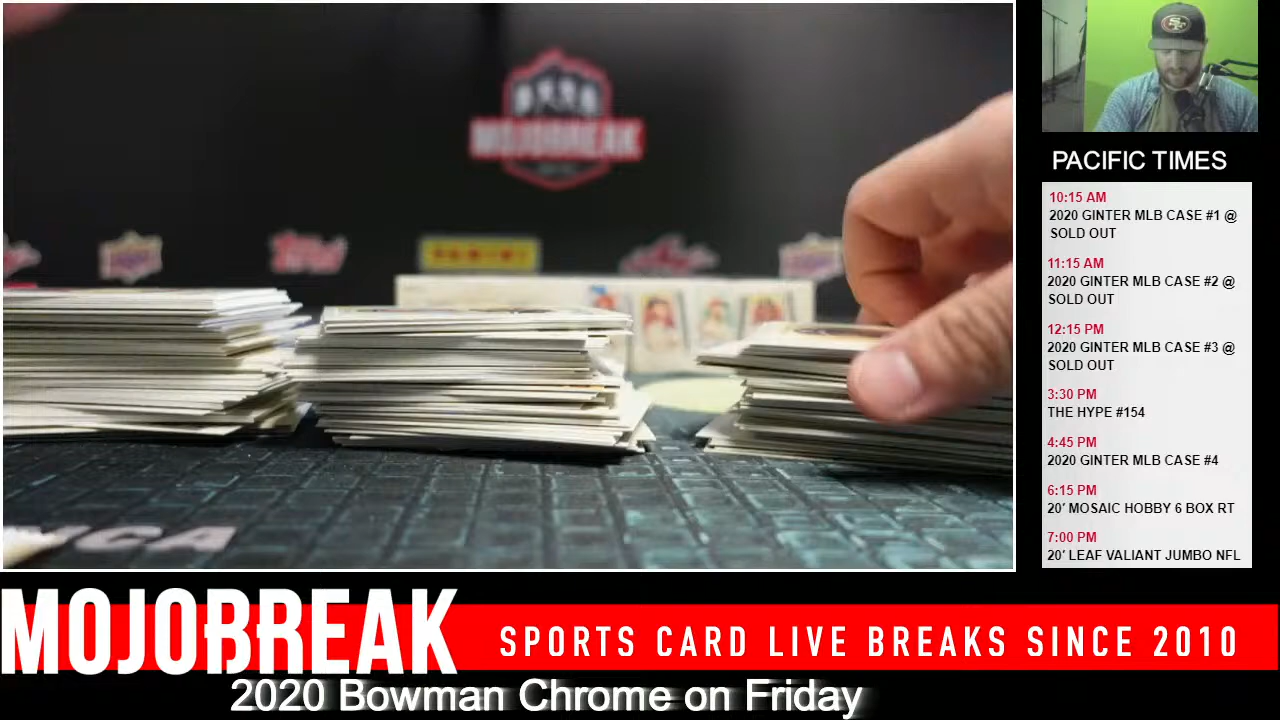 SF
MOJOBREAK
Topps
PANINI
PACIFIC TIMES
10:15 AM
2020 GINTER MLB CASE #1 @
SOLD OUT
11:15 AM
2020 GINTER MLB CASE #2 @
SOLD OUT
12:15 PM
2020 GINTER MLB CASE #3 @
SOLD OUT
3:30 PM
THE HYPE #154
4:45 PM
2020 GINTER MLB CASE #4
6:15 PM
20' MOSAIC HOBBY 6 BOX RT
7:00 PM
20' LEAF VALIANT JUMBO NFL
MOJOBREAK
SPORTS CARD LIVE BREAKS SINCE 2010
2020 Bowman Chrome on Friday